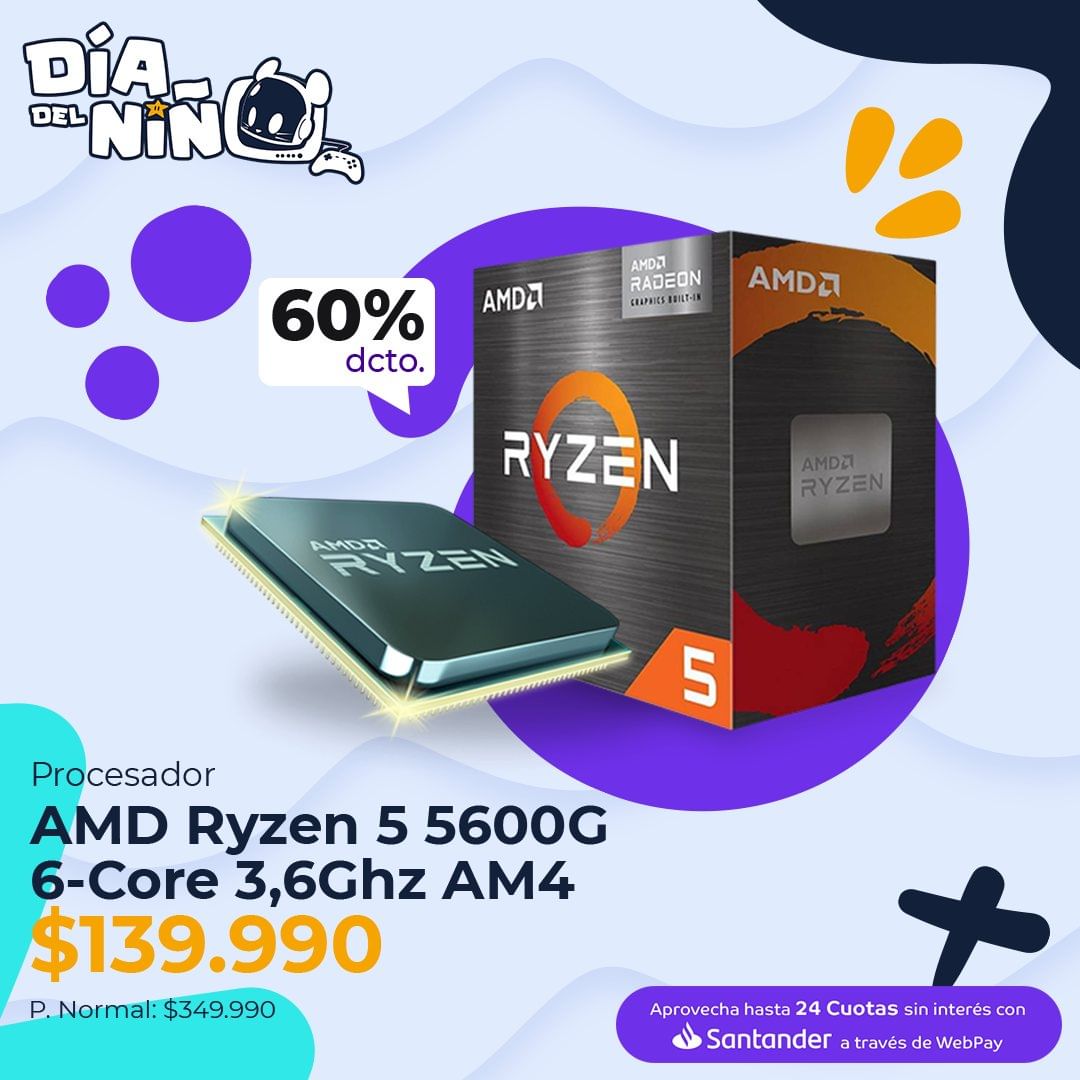 DÍA
DEL NIÑO
60%
dcto.
AMD
AMD
RADEON
GRAPHICS BUILT-IN
RYZEN
5
AMD
AMD
RYZEN
AMD
RYZEN
Procesador
AMD Ryzen 5 5600G
6-Core 3,6Ghz AM4
$139.990
P. Normal: $349.990
Aprovecha hasta 24 Cuotas sin interés con
Santander a través de WebPay